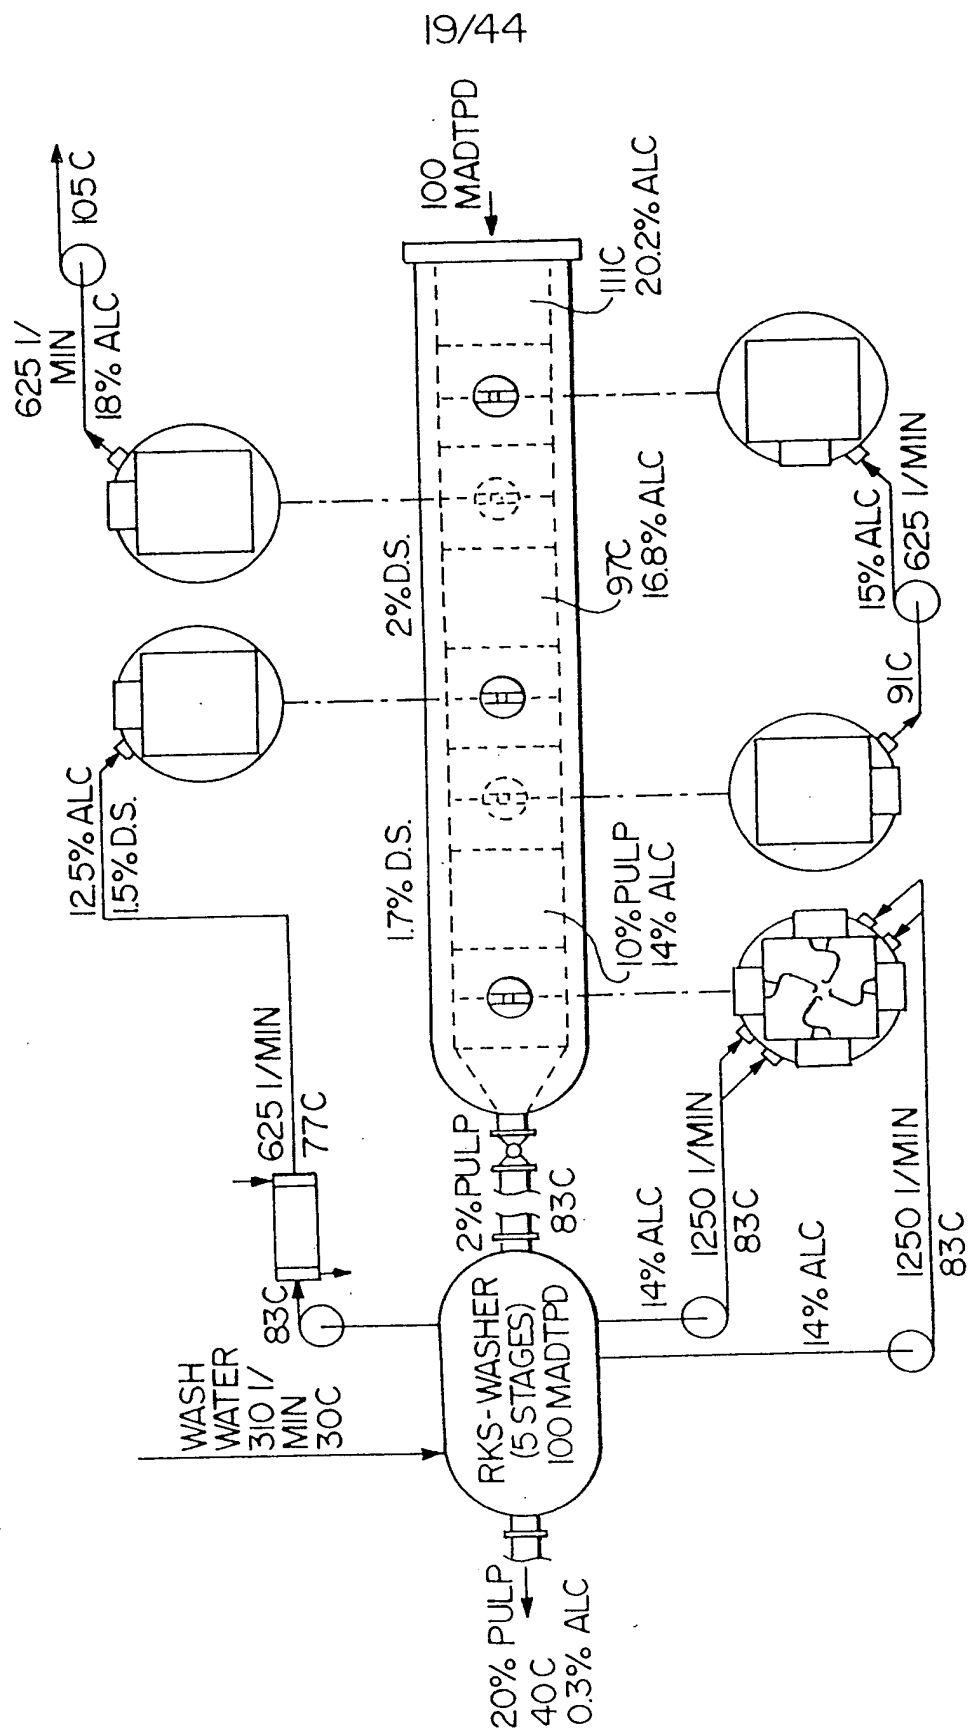 19/44
625 l/
MIN
18% ALC
105C
100
MADTPD
111C
20.2% ALC
12.5% ALC
1.5% D.S.
2% D.S.
97C
16.8% ALC
15% ALC
625 l/MIN
91C
1.7% D.S.
10% PULP
14% ALC
625 l/MIN
77C
83C
2% PULP
83C
14% ALC
1250 l/MIN
83C
14% ALC
1250 l/MIN
83C
WASH
WATER
310 l/
MIN
30C
RKS-WASHER
(5 STAGES)
100 MADTPD
20% PULP
40C
0.3% ALC